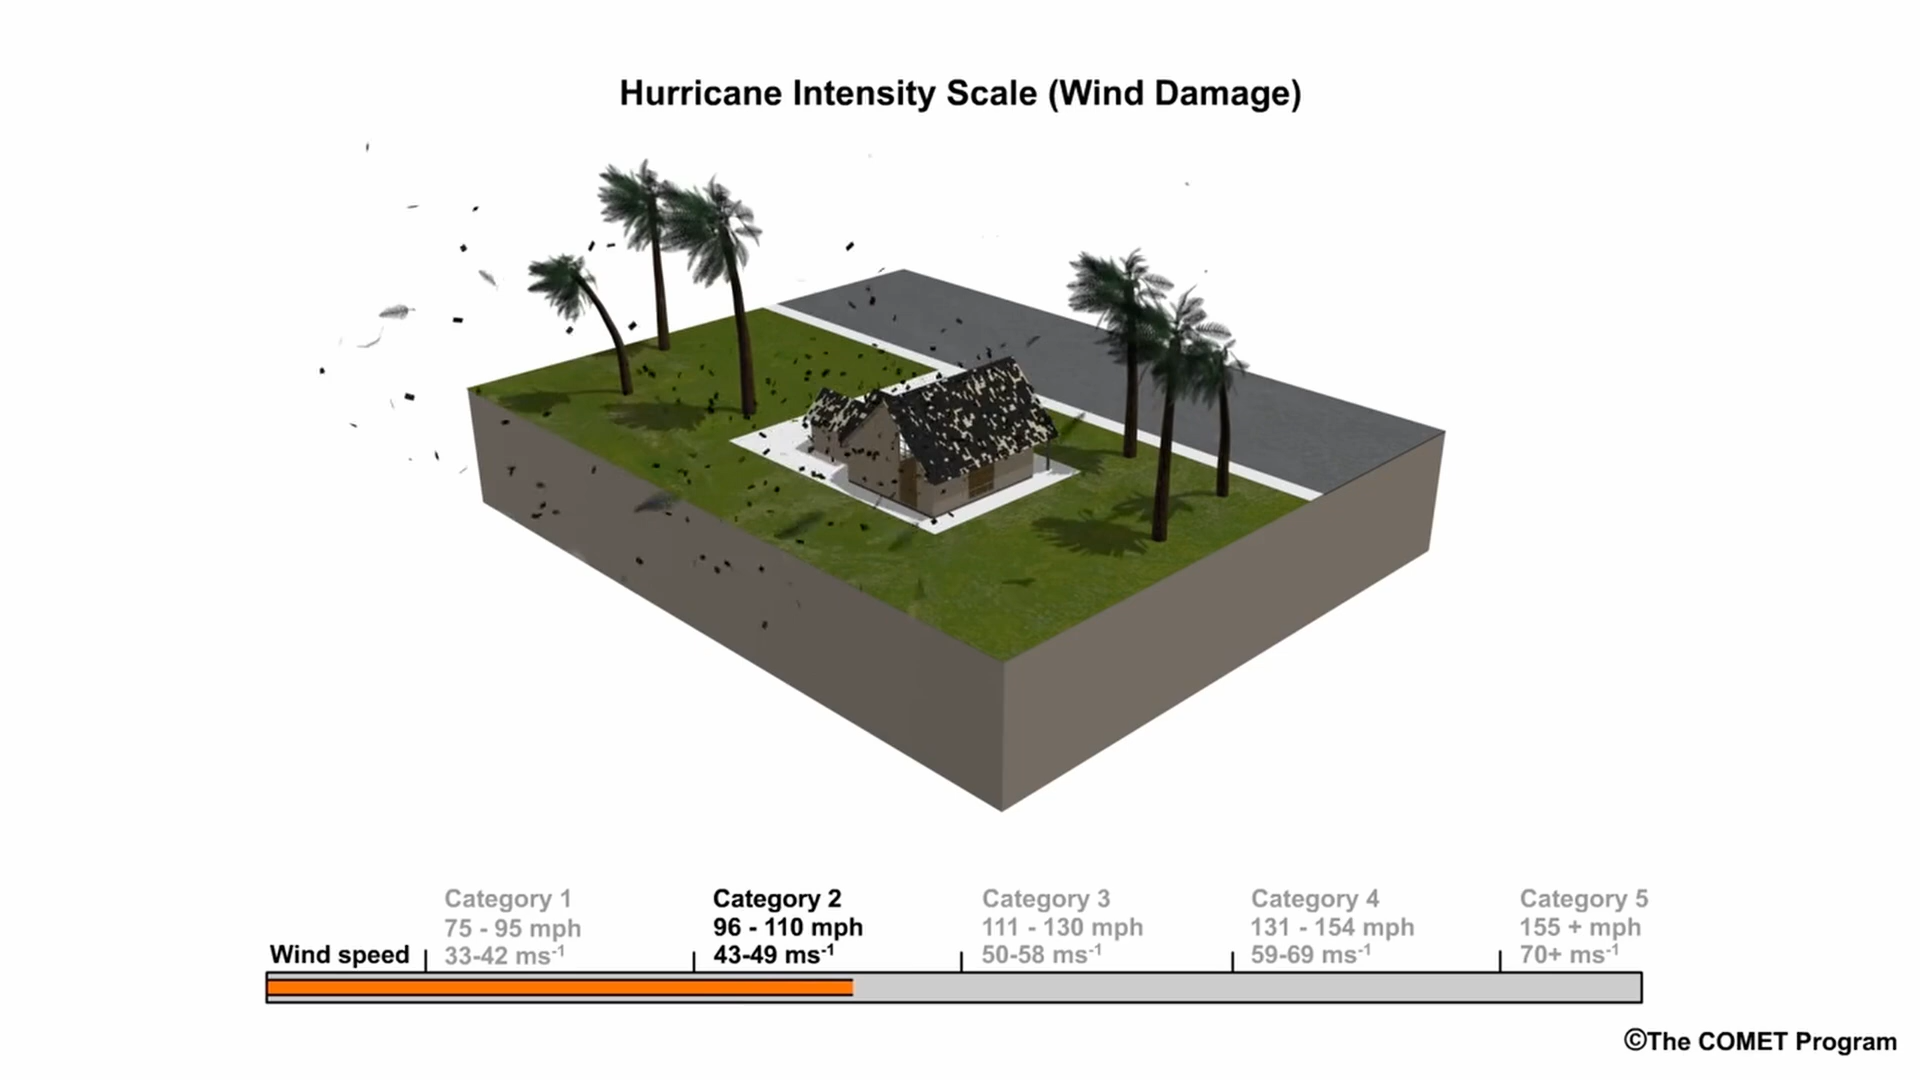 Hurricane Intensity Scale (Wind Damage)
Category 1
75 - 95 mph
33-42 ms-1
Category 2
96 - 110 mph
43-49 ms-1
Category 3
111 - 130 mph
50-58 ms-1
Category 4
131 - 154 mph
59-69 ms-1
Category 5
155 + mph
70+ ms-1
Wind speed
©The COMET Program